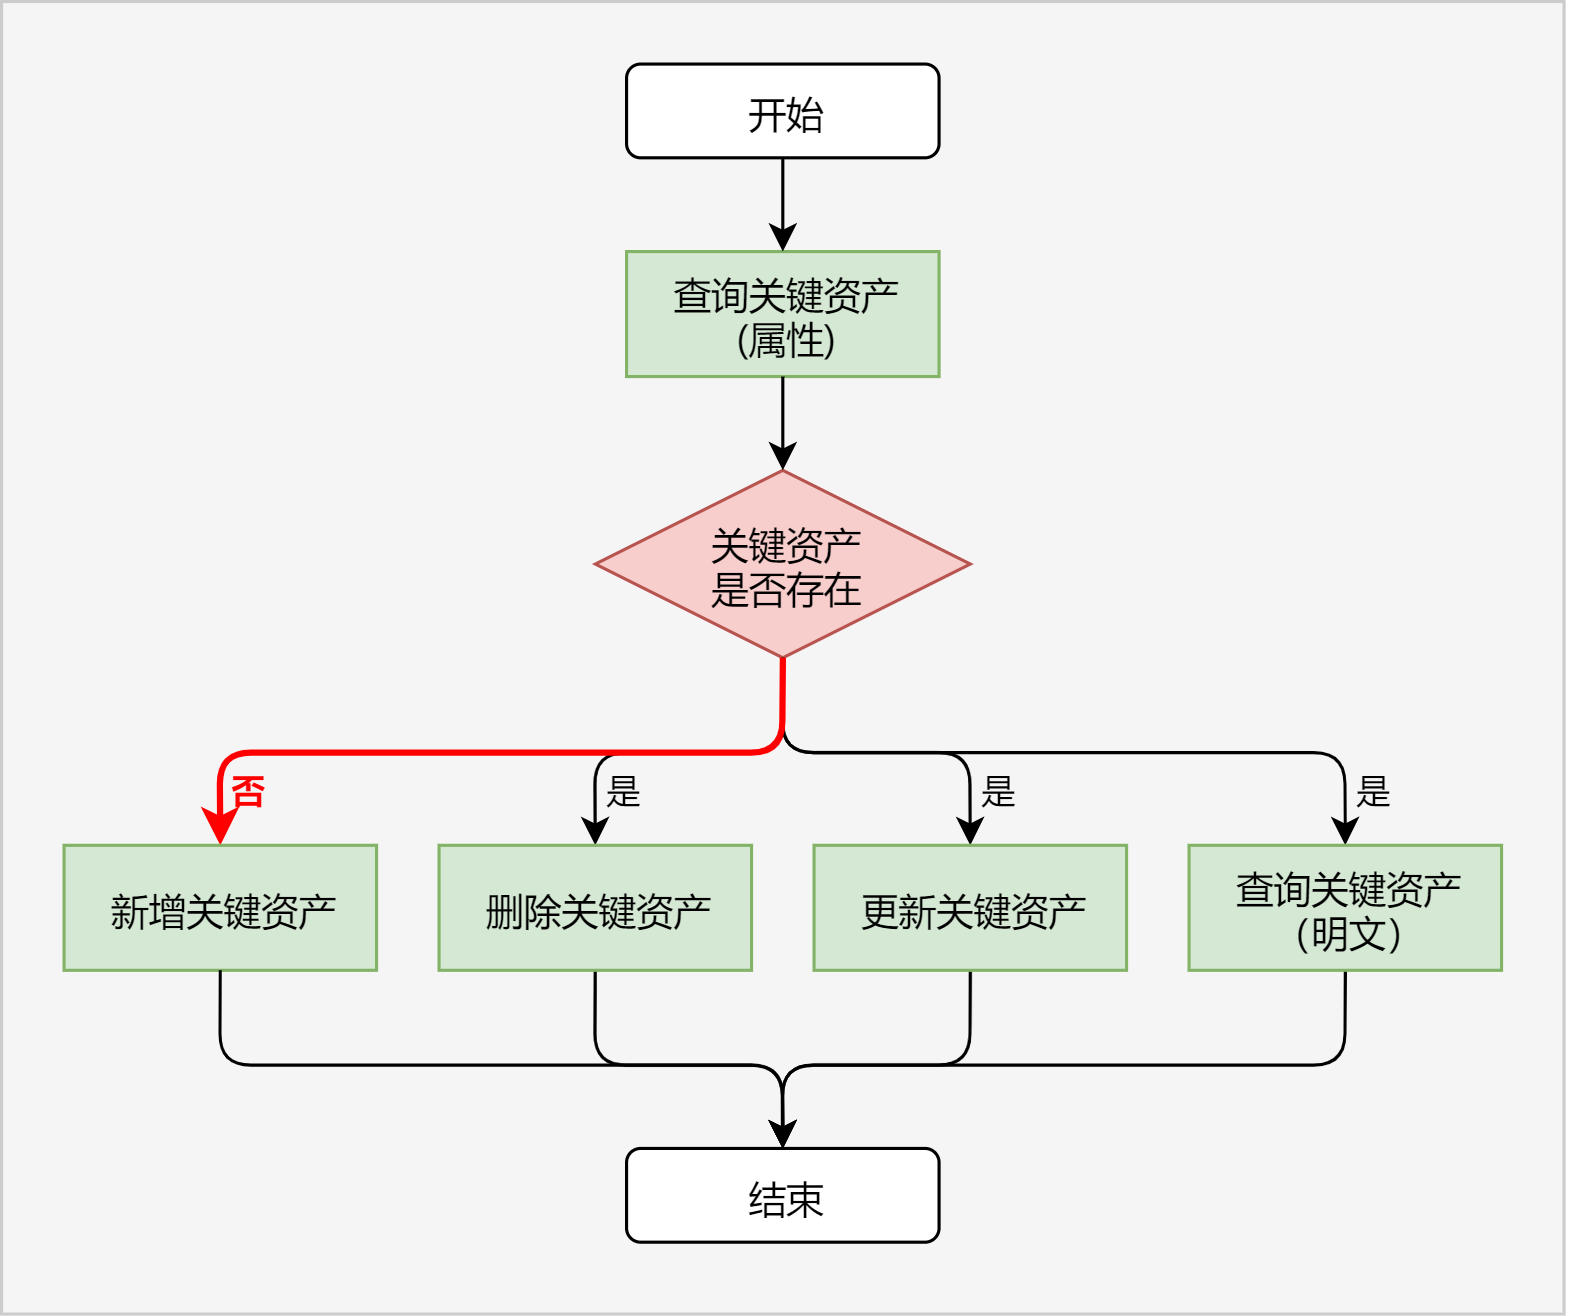 开始
查询关键资产
(属性)
关键资产
是否存在
否
是
是
是
新增关键资产
删除关键资产
更新关键资产
查询关键资产
（明文）
结束